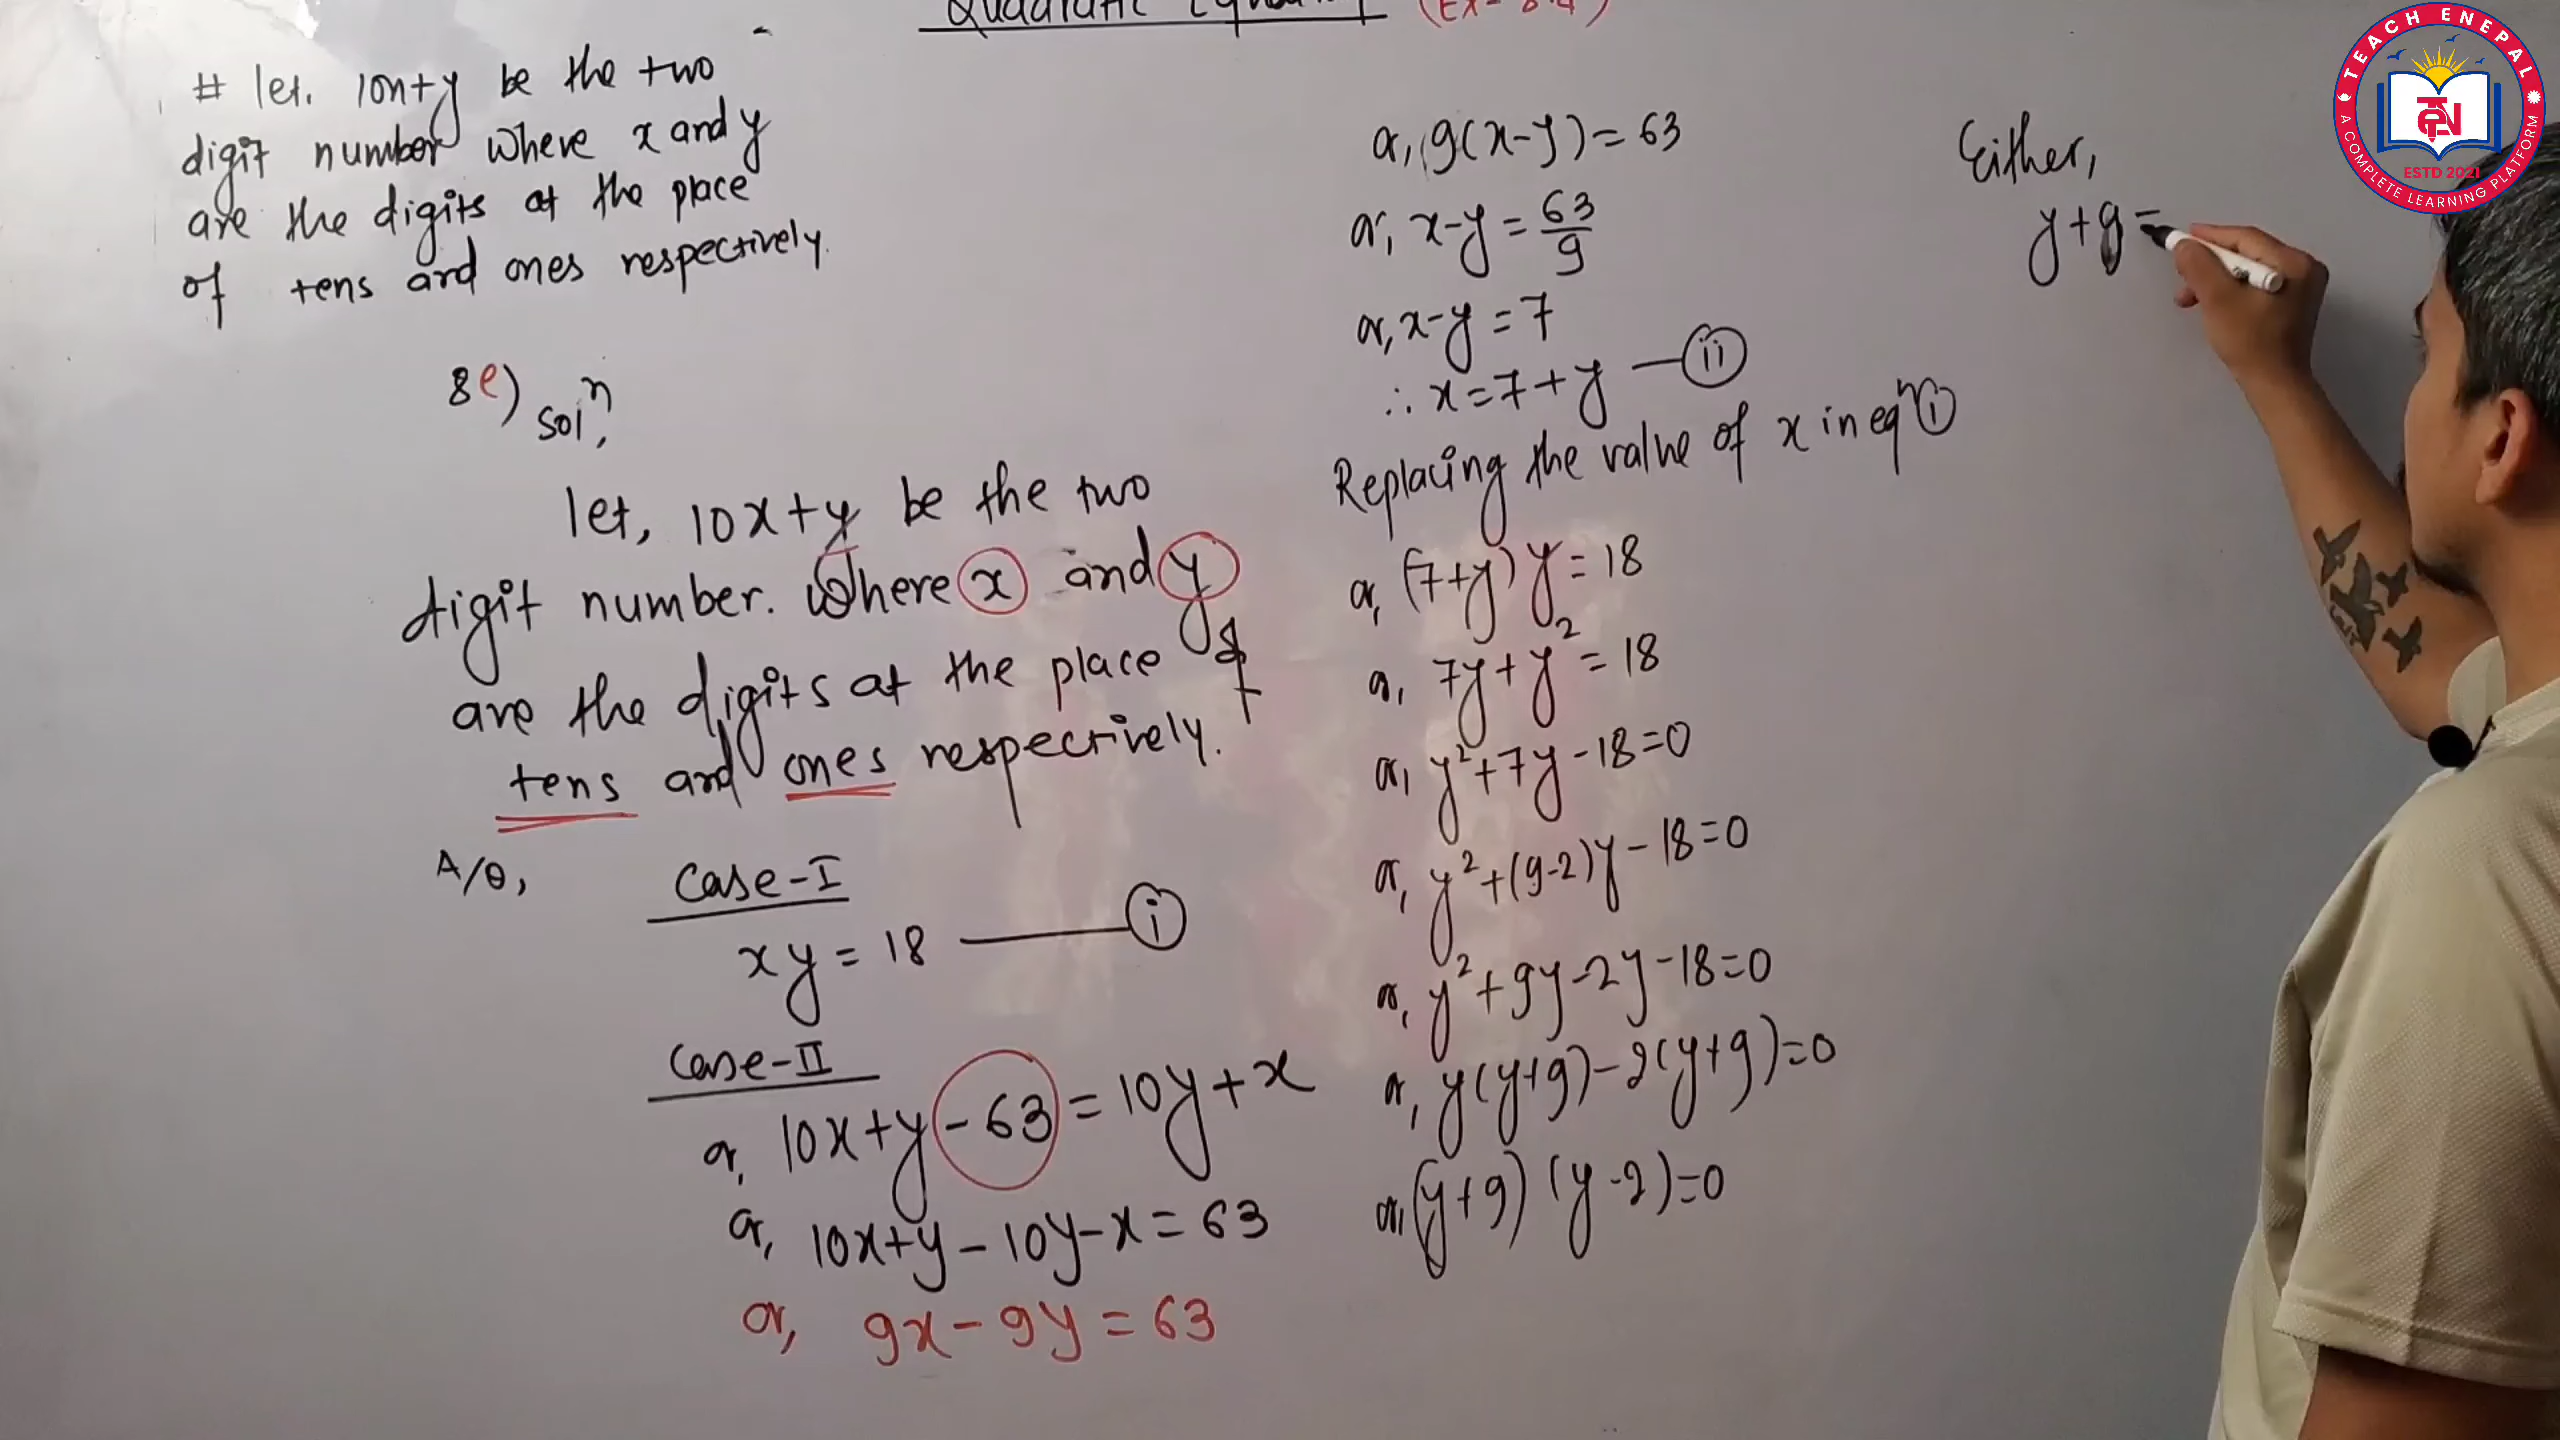 Quadratic Equation (Ex-
# let. 10n+y be the two
digit number where x and y
are the digits at the place
of tens and ones respectively.
8e) Solⁿ,
let, 10x+y be the two
digit number. Where x and y
are the digits at the place of
tens and ones respectively.
A/Q, Case-I
xy = 18 — i
Case-II
or, 10x+y-63 = 10y+x
or, 10x+y-10y-x = 63
or, 9x-9y = 63
or, 9(x-y) = 63
or, x-y = 63/9
or, x-y = 7
∴ x = 7+y — ii
Replacing the value of x in eqⁿ i
or, (7+y) y = 18
or, 7y+y² = 18
or, y²+7y-18=0
or, y²+(9-2)y-18=0
or, y²+9y-2y-18=0
or, y(y+9)-2(y+9)=0
or, (y+9) (y-2)=0
Either,
y+9=
TEACH ENEPAL
TEN
ESTD 2021
A COMPLETE LEARNING PLATFORM